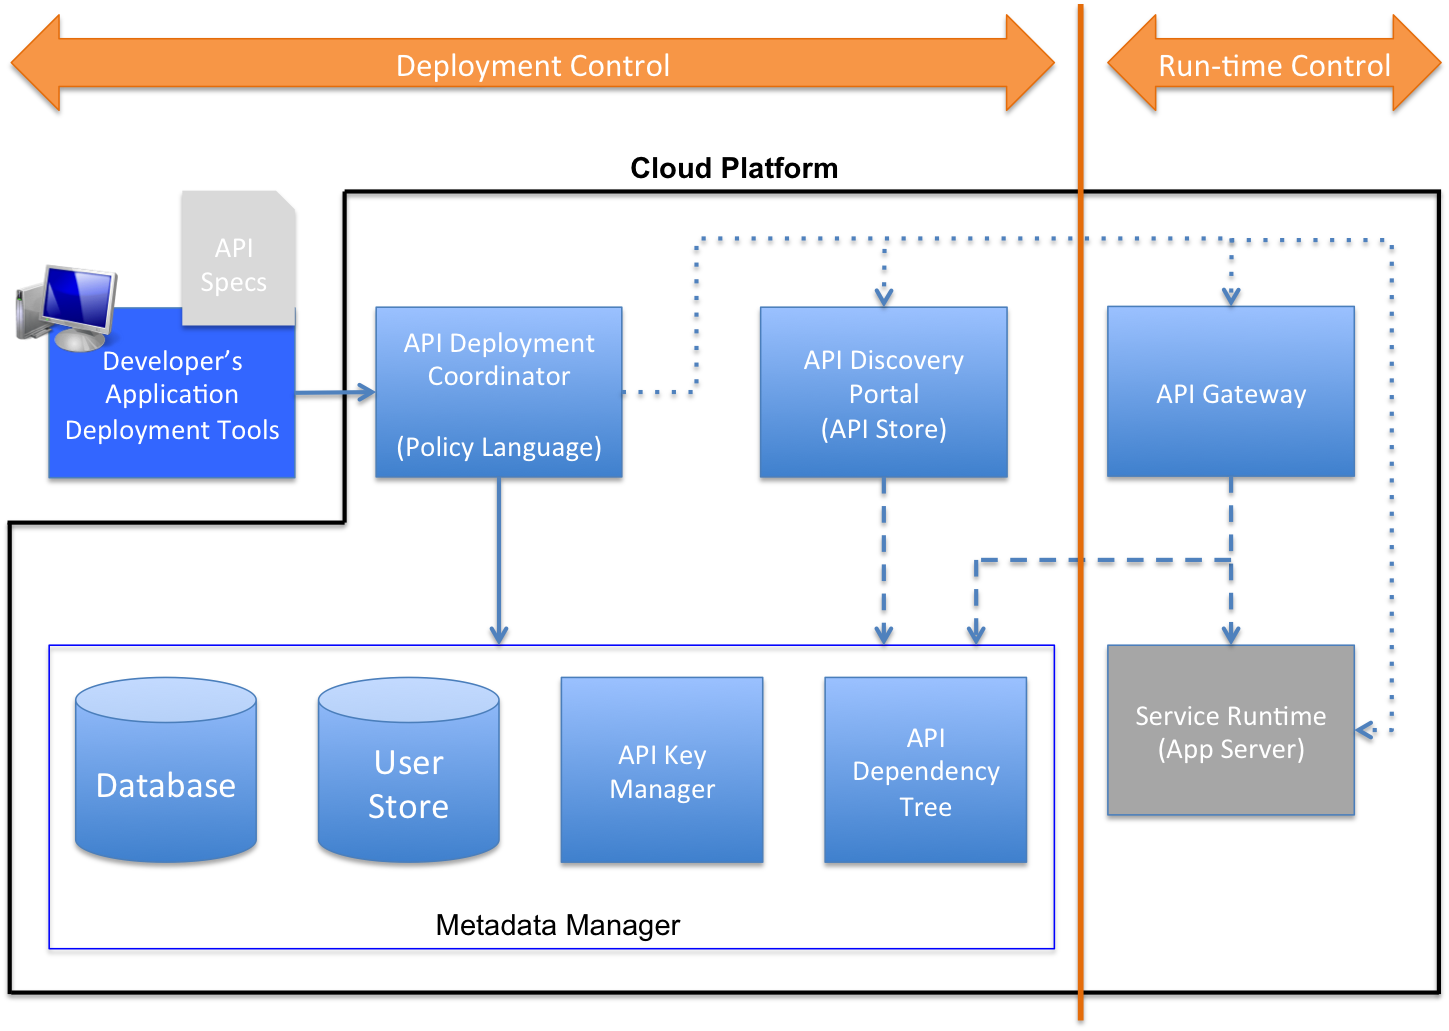 Deployment Control
Run-time Control
Cloud Platform
API
Specs
Developer’s
Application
Deployment Tools
API Deployment
Coordinator
(Policy Language)
API Discovery
Portal
(API Store)
API Gateway
Database
User
Store
API Key
Manager
API
Dependency
Tree
Service Runtime
(App Server)
Metadata Manager